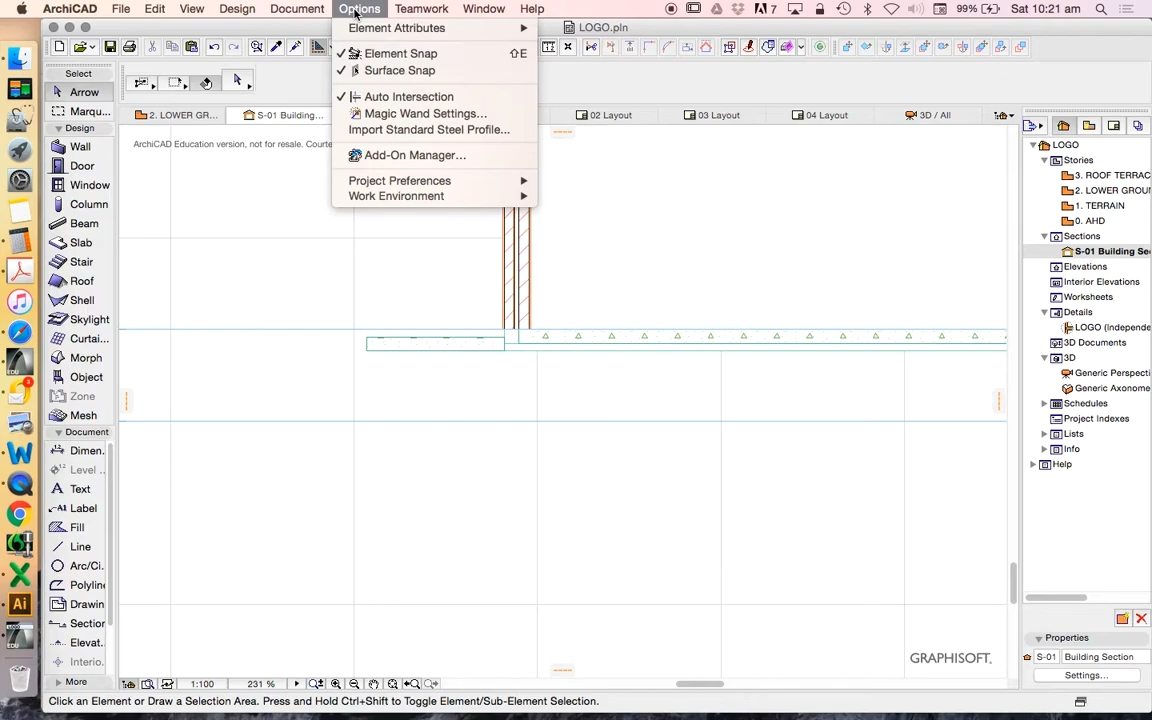 ArchiCAD File Edit View Design Document Options Teamwork Window Help
7
99% Sat 10:21 am
LOGO.pln
Element Attributes
Element Snap ⇧E
Surface Snap
Auto Intersection
Magic Wand Settings...
Import Standard Steel Profile...
Add-On Manager...
Project Preferences
Work Environment
Select
Arrow
Marqu...
Design
Wall
Door
Window
Column
Beam
Slab
Stair
Roof
Shell
Skylight
Curtai...
Morph
Object
Zone
Mesh
Document
Dimen...
Level ...
Text
Label
Fill
Line
Arc/Ci...
Polyline
Drawin
Section
Elevat...
Interio...
More
2. LOWER GR...
S-01 Building...
02 Layout
03 Layout
04 Layout
3D / All
ArchiCAD Education version, not for resale. Courte
GRAPHISOFT.
LOGO
Stories
3. ROOF TERRAC
2. LOWER GROUN
1. TERRAIN
0. AHD
Sections
S-01 Building Sec
Elevations
Interior Elevations
Worksheets
Details
LOGO (Independe
3D Documents
3D
Generic Perspecti
Generic Axonome
Schedules
Project Indexes
Lists
Info
Help
Properties
S-01 Building Section
Settings...
1:100 231 %
Click an Element or Draw a Selection Area. Press and Hold Ctrl+Shift to Toggle Element/Sub-Element Selection.